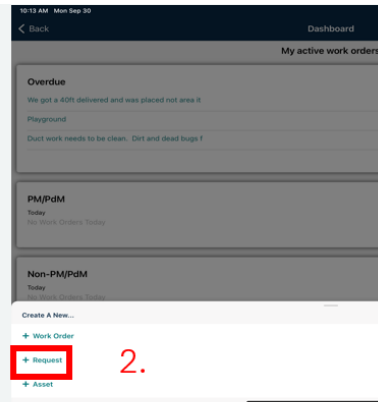 10:13 AM Mon Sep 30
Back
Dashboard
My active work orders
Overdue
We got a 40ft delivered and was placed not area it
Playground
Duct work needs to be clean. Dirt and dead bugs f
PM/PdM
Today
No Work Orders Today
Non-PM/PdM
Today
No Work Orders Today
Create A New...
+ Work Order
+ Request
2.
+ Asset